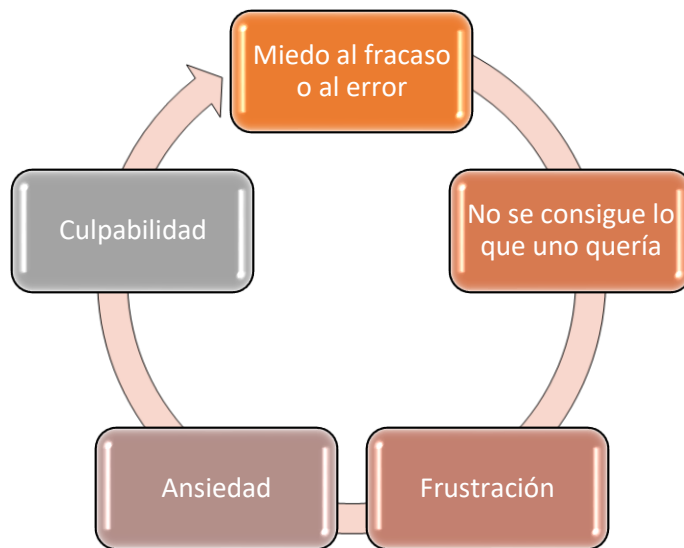 Miedo al fracaso
o al error
No se consigue lo
que uno quería
Frustración
Ansiedad
Culpabilidad